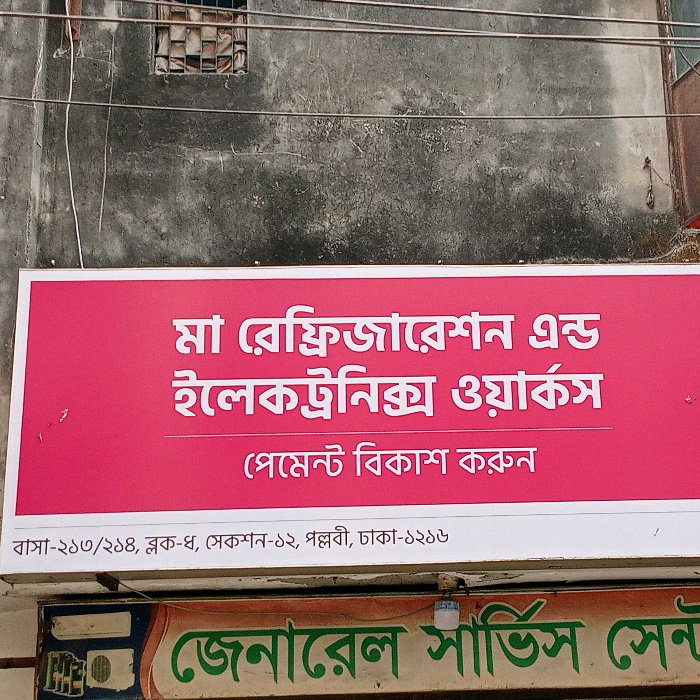 মা রেফ্রিজারেশন এন্ড
ইলেকট্রনিক্স ওয়ার্কস
পেমেন্ট বিকাশ করুন
বাসা-২১৩/২১৪, ব্লক-ধ, সেকশন-১২, পল্লবী, ঢাকা-১২১৬
জেনারেল সার্ভিস